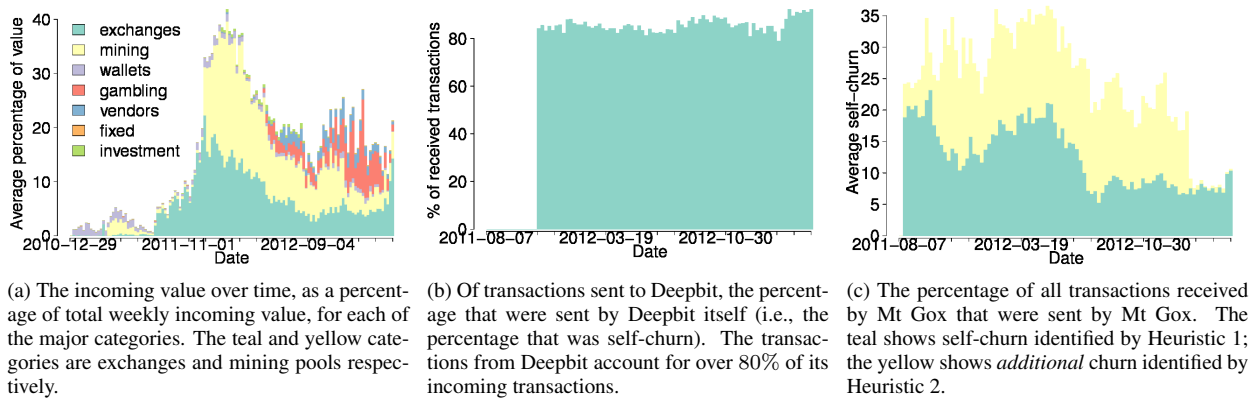 Average percentage of value
40
30
20
10
0
exchanges
mining
wallets
gambling
vendors
fixed
investment
2010−12−29 2011−11−01 2012−09−04
Date
% of received transactions
80
60
40
20
0
2011−08−07 2012−03−19 2012−10−30
Date
Average self−churn
35
30
25
20
15
10
5
0
2011−08−07 2012−03−19 2012−10−30
Date
(a) The incoming value over time, as a percent-
age of total weekly incoming value, for each of
the major categories. The teal and yellow cate-
gories are exchanges and mining pools respec-
tively.
(b) Of transactions sent to Deepbit, the percent-
age that were sent by Deepbit itself (i.e., the
percentage that was self-churn). The transac-
tions from Deepbit account for over 80% of its
incoming transactions.
(c) The percentage of all transactions received
by Mt Gox that were sent by Mt Gox. The
teal shows self-churn identified by Heuristic 1;
the yellow shows additional churn identified by
Heuristic 2.